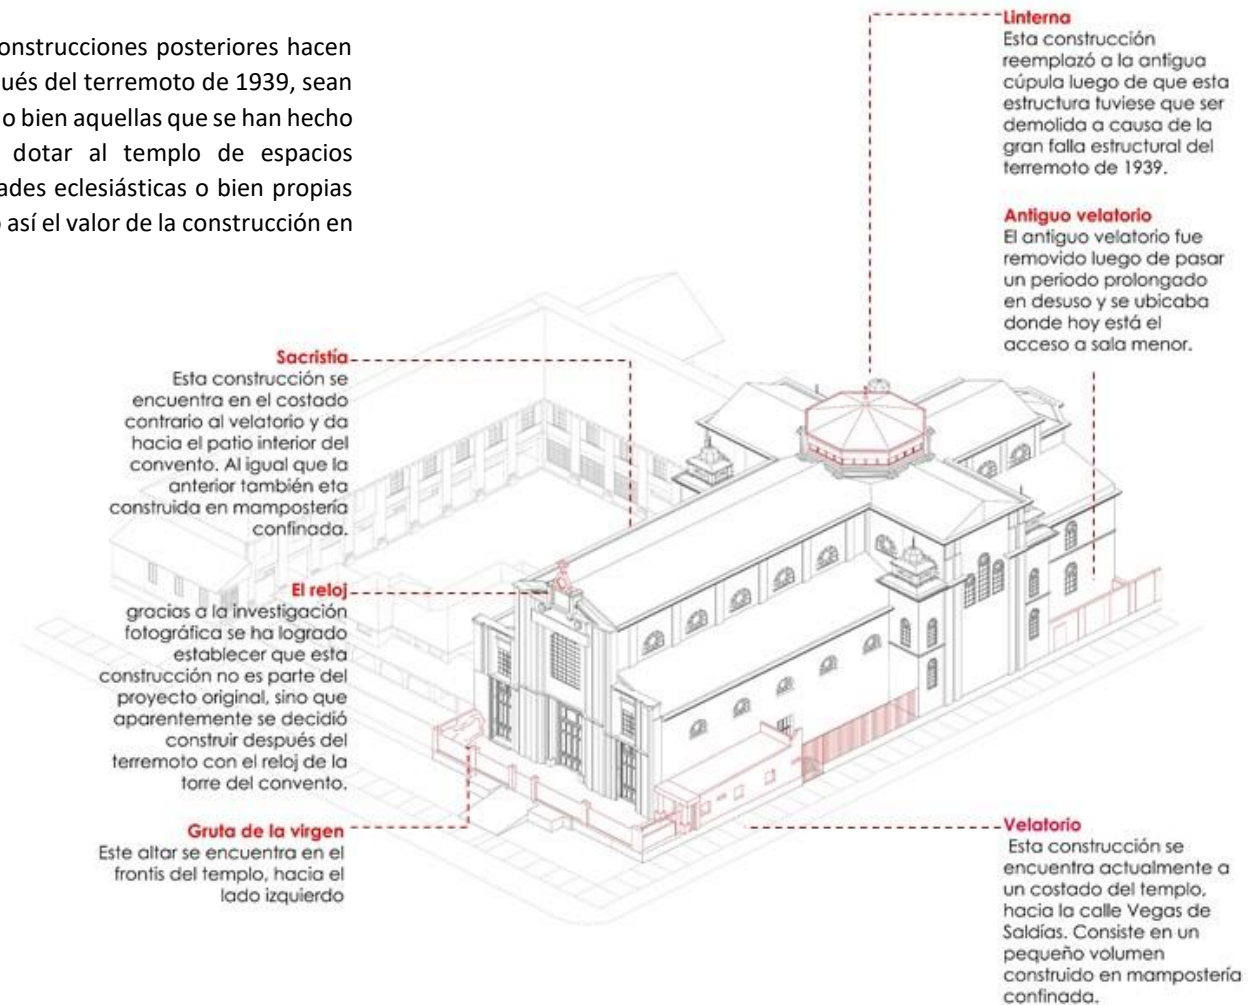 onstrucciones posteriores hacen
pués del terremoto de 1939, sean
o bien aquellas que se han hecho
dotar al templo de espacios
ades eclesiásticas o bien propias
así el valor de la construcción en
Linterna
Esta construcción
reemplazó a la antigua
cúpula luego de que esta
estructura tuviese que ser
demolida a causa de la
gran falla estructural del
terremoto de 1939.
Antiguo velatorio
El antiguo velatorio fue
removido luego de pasar
un periodo prolongado
en desuso y se ubicaba
donde hoy está el
acceso a sala menor.
Sacristía
Esta construcción se
encuentra en el costado
contrario al velatorio y da
hacia el patio interior del
convento. Al igual que la
anterior también eta
construida en mampostería
confinada.
El reloj
gracias a la investigación
fotográfica se ha logrado
establecer que esta
construcción no es parte del
proyecto original, sino que
aparentemente se decidió
construir después del
terremoto con el reloj de la
torre del convento.
Gruta de la virgen
Este altar se encuentra en el
frontis del templo, hacia el
lado izquierdo
Velatorio
Esta construcción se
encuentra actualmente a
un costado del templo,
hacia la calle Vegas de
Saldías. Consiste en un
pequeño volumen
construido en mampostería
confinada.